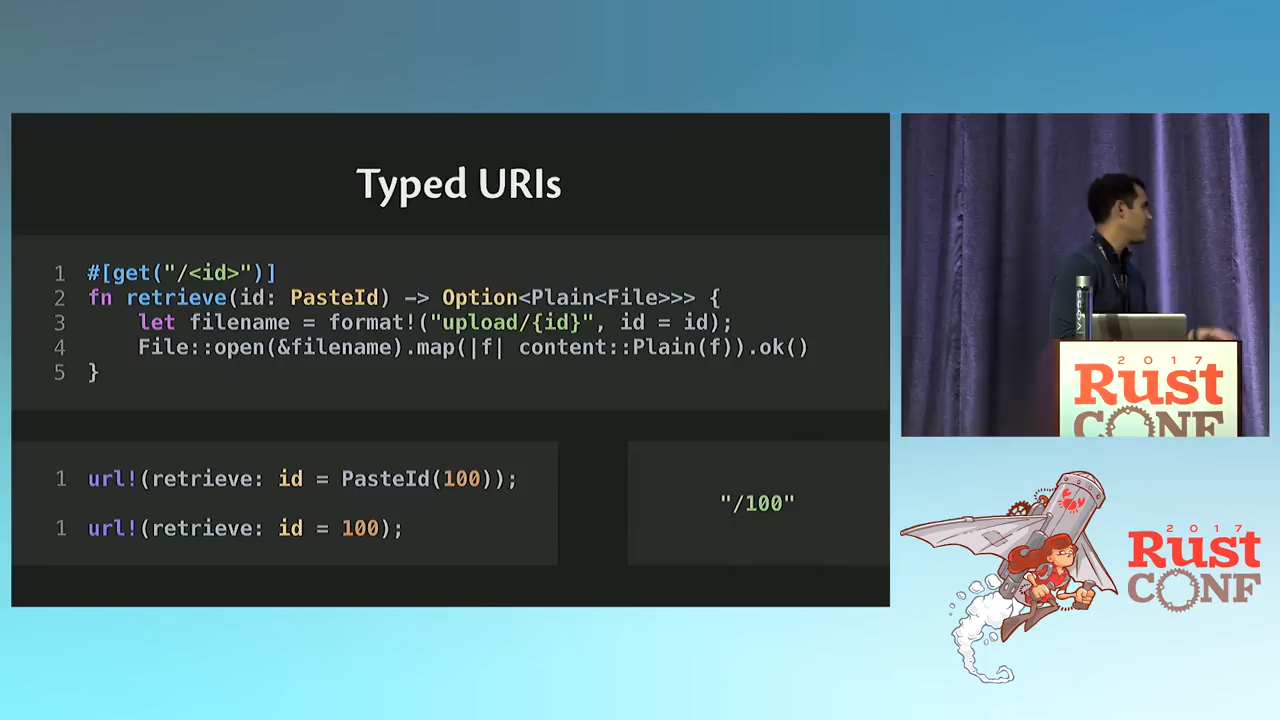 Typed URIs
1 #[get("/<id>")]
2 fn retrieve(id: PasteId) -> Option<Plain<File>>> {
3     let filename = format!("upload/{id}", id = id);
4     File::open(&filename).map(|f| content::Plain(f)).ok()
5 }
1 url!(retrieve: id = PasteId(100));
1 url!(retrieve: id = 100);
"/100"
2017
RUST
CONF
2017
RUST
CONF